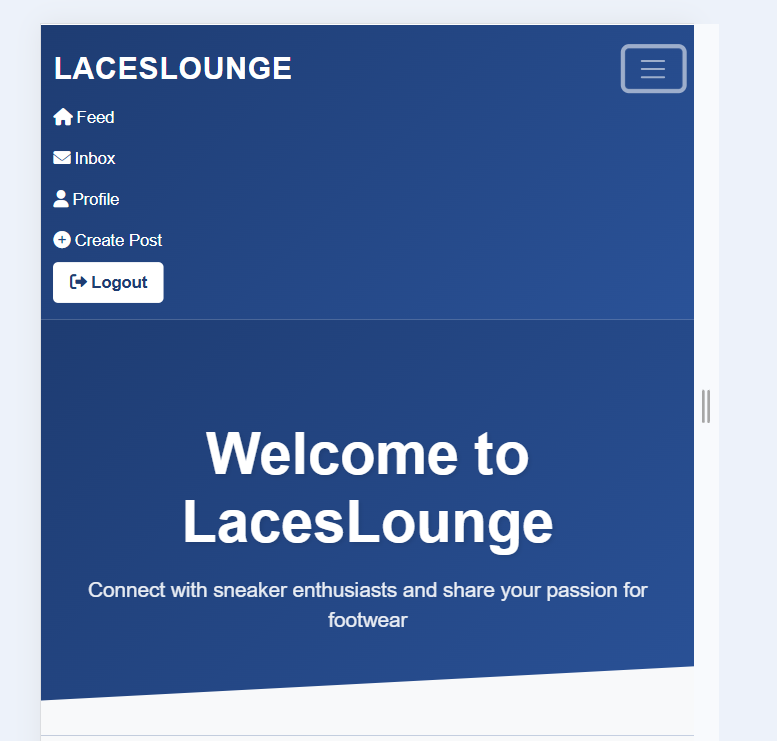 LACESLOUNGE
Feed
Inbox
Profile
Create Post
Logout
Welcome to
LacesLounge
Connect with sneaker enthusiasts and share your passion for
footwear